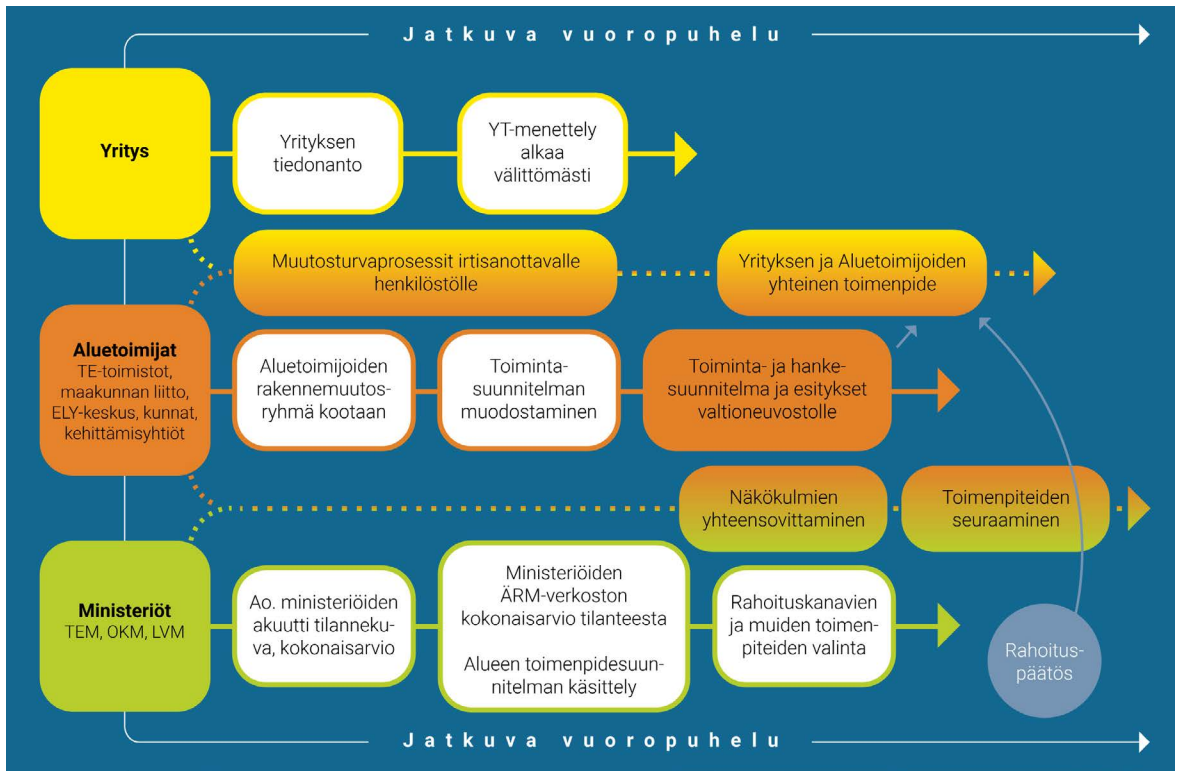 Jatkuva vuoropuhelu
Yritys
Yrityksen
tiedonanto
YT-menettely
alkaa
välittömästi
Muutosturvaprosessit irtisanottavalle
henkilöstölle
Yrityksen ja Aluetoimijoiden
yhteinen toimenpide
Aluetoimijat
TE-toimistot,
maakunnan liitto,
ELY-keskus, kunnat,
kehittämisyhtiöt
Aluetoimijoiden
rakennemuutos-
ryhmä kootaan
Toiminta-
suunnitelman
muodostaminen
Toiminta- ja hanke-
suunnitelma ja esitykset
valtioneuvostolle
Näkökulmien
yhteensovittaminen
Toimenpiteiden
seuraaminen
Ministeriöt
TEM, OKM, LVM
Ao. ministeriöiden
akuutti tilanneku-
va, kokonaisarvio
Ministeriöiden
ÄRM-verkoston
kokonaisarvio tilanteesta
Alueen toimenpidesuun-
nitelman käsittely
Rahoituskanavien
ja muiden toimen-
piteiden valinta
Rahoitus-
päätös
Jatkuva vuoropuhelu